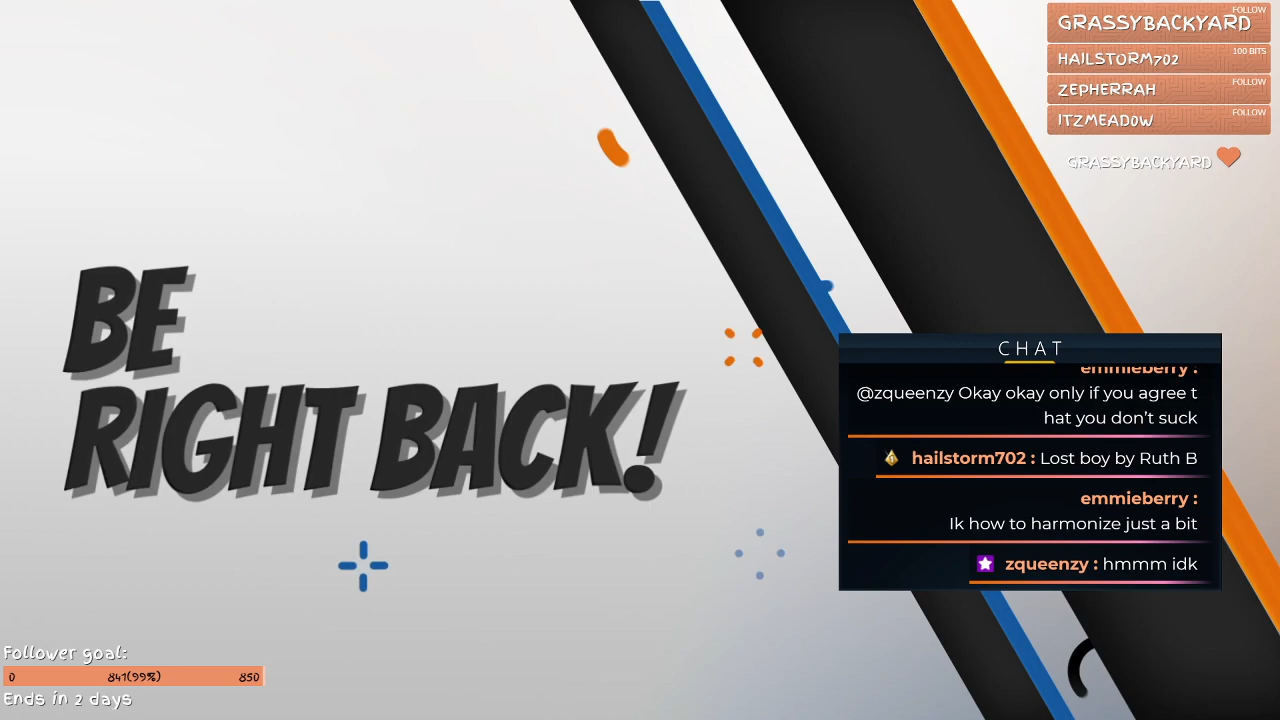 FOLLOW
GRASSYBACKYARD
100 BITS
HAILSTORM702
FOLLOW
ZEPHERRAH
FOLLOW
ITZMEADOW
GRASSYBACKYARD
BE
RIGHT BACK!
CHAT
emmieberry :
@zqueenzy Okay okay only if you agree t
hat you don’t suck
hailstorm702 : Lost boy by Ruth B
emmieberry :
Ik how to harmonize just a bit
zqueenzy : hmmm idk
Follower goal:
0 841(99%) 850
Ends in 2 days